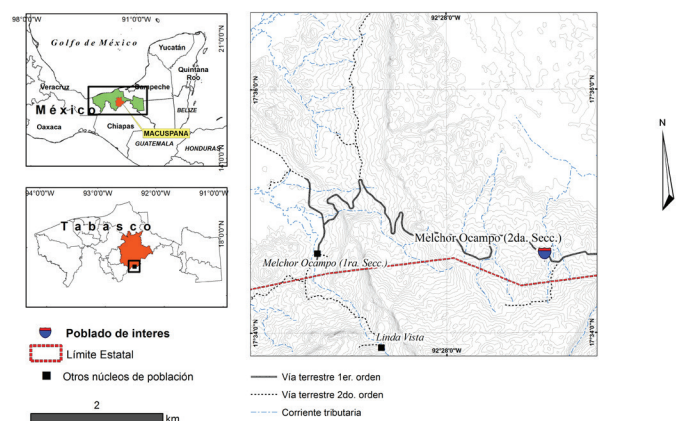 98°0'0"O
91°0'0"O
21°0'0"N
14°0'0"N
Golfo de México
Yucatán
Quintana
Roo
Veracruz
Campeche
México
BELIZE
Oaxaca
Chiapas
MACUSPANA
GUATEMALA
HONDURAS
94°0'0"O
93°0'0"O
92°0'0"O
91°0'0"O
18°0'0"N
Tabasco
Poblado de interes
Límite Estatal
Otros núcleos de población
2
km
92°28'0"O
17°36'0"N
17°36'0"N
Melchor Ocampo (2da. Secc.)
Melchor Ocampo (1ra. Secc.)
Linda Vista
17°34'0"N
17°34'0"N
92°28'0"O
Vía terrestre 1er. orden
Vía terrestre 2do. orden
Corriente tributaria
N